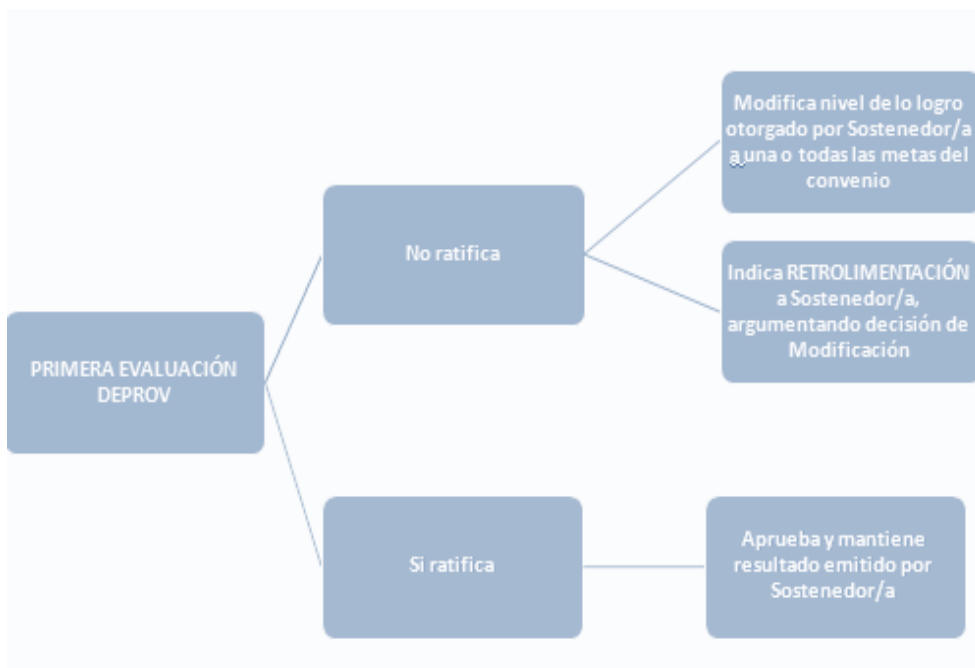 Modifica nivel de lo logro
otorgado por Sostenedor/a
a una o todas las metas del
convenio
No ratifica
Indica RETROLIMENTACIÓN
a Sostenedor/a,
argumentando decisión de
Modificación
PRIMERA EVALUACIÓN
DEPROV
Si ratifica
Aprueba y mantiene
resultado emitido por
Sostenedor/a